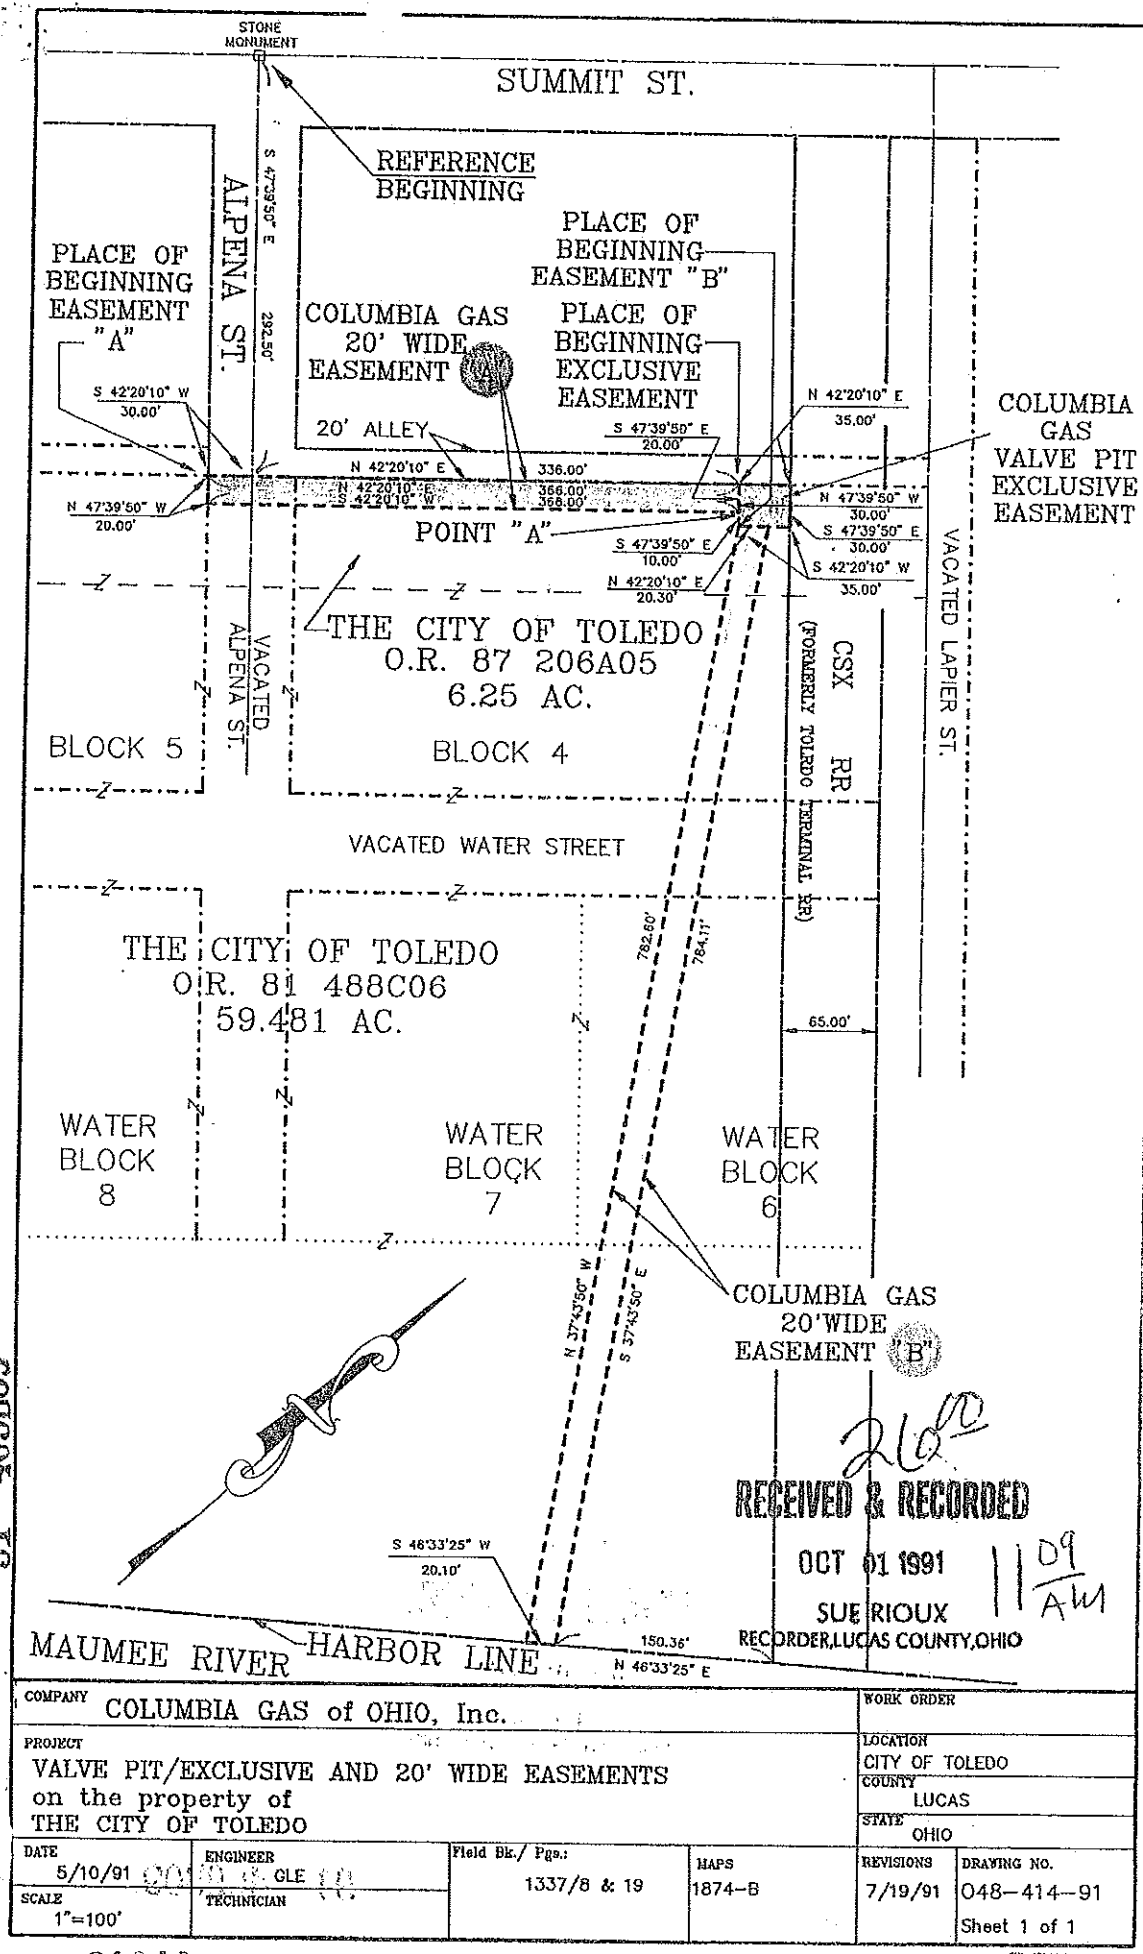 STONE
MONUMENT
SUMMIT ST.
REFERENCE
BEGINNING
S 47°39'50" E
292.50'
ALPENA ST.
PLACE OF
BEGINNING
EASEMENT
"A"
PLACE OF
BEGINNING
EASEMENT "B"
COLUMBIA GAS
20' WIDE
EASEMENT "A"
PLACE OF
BEGINNING
EXCLUSIVE
EASEMENT
S 42°20'10" W
30.00'
N 42°20'10" E
35.00'
COLUMBIA
GAS
VALVE PIT
EXCLUSIVE
EASEMENT
20' ALLEY
S 47°39'50" E
20.00'
N 42°20'10" E 336.00'
N 42°20'10" E 366.00'
S 42°20'10" W 366.00'
N 47°39'50" W
20.00'
N 47°39'50" W
30.00'
POINT "A"
S 47°39'50" E
10.00'
S 47°39'50" E
30.00'
N 42°20'10" E
20.30'
S 42°20'10" W
35.00'
VACATED LAPIER ST.
THE CITY OF TOLEDO
O.R. 87 206A05
6.25 AC.
VACATED
ALPENA ST.
CSX RR
(FORMERLY TOLEDO TERMINAL RR)
BLOCK 5
BLOCK 4
VACATED WATER STREET
782.60'
784.11'
THE CITY OF TOLEDO
O.R. 81 488C06
59.481 AC.
65.00'
WATER
BLOCK
8
WATER
BLOCK
7
WATER
BLOCK
6
N 37°43'50" W
S 37°43'50" E
COLUMBIA GAS
20'WIDE
EASEMENT "B"
26.00
RECEIVED & RECORDED
OCT 01 1991
11 09
AM
SUE RIOUX
RECORDER,LUCAS COUNTY,OHIO
S 46°33'25" W
20.10'
150.36'
N 46°33'25" E
MAUMEE RIVER
HARBOR LINE
COMPANY COLUMBIA GAS of OHIO, Inc.
WORK ORDER
PROJECT
VALVE PIT/EXCLUSIVE AND 20' WIDE EASEMENTS
on the property of
THE CITY OF TOLEDO
LOCATION
CITY OF TOLEDO
COUNTY
LUCAS
STATE
OHIO
DATE
5/10/91
ENGINEER
GLE
Field Bk./ Pgs.:
1337/8 & 19
MAPS
1874-B
REVISIONS
7/19/91
DRAWING NO.
048-414-91
SCALE
1"=100'
TECHNICIAN
Sheet 1 of 1